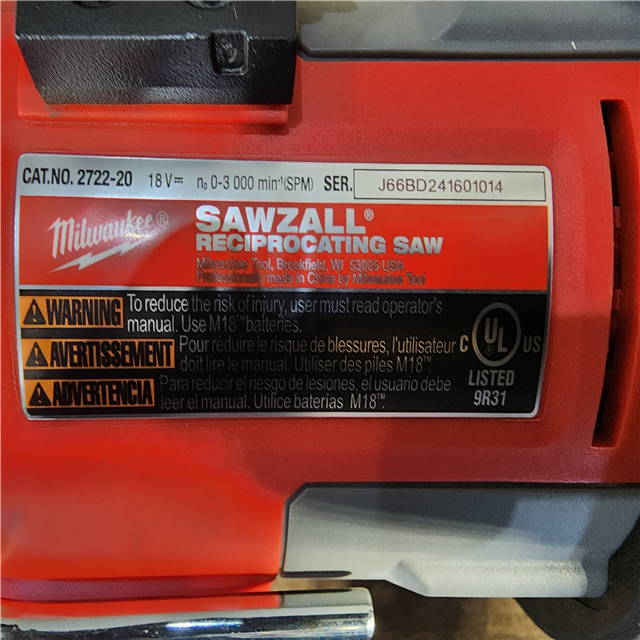 CAT.NO. 2722-20 18V⎓ n₀ 0-3 000 min⁻¹(SPM) SER. J66BD241601014
Milwaukee®
SAWZALL®
RECIPROCATING SAW
Milwaukee Tool, Brookfield, WI 53005 USA
Professionally made in China by Milwaukee Tool
WARNING To reduce the risk of injury, user must read operator's
manual. Use M18™ batteries.
AVERTISSEMENT Pour réduire le risque de blessures, l'utilisateur
doit lire le manual. Utiliser des piles M18™.
ADVERTENCIA Para reducir el riesgo de lesiones, el usuario debe
leer el manual. Utilice baterias M18™.
C UL US
LISTED
9R31